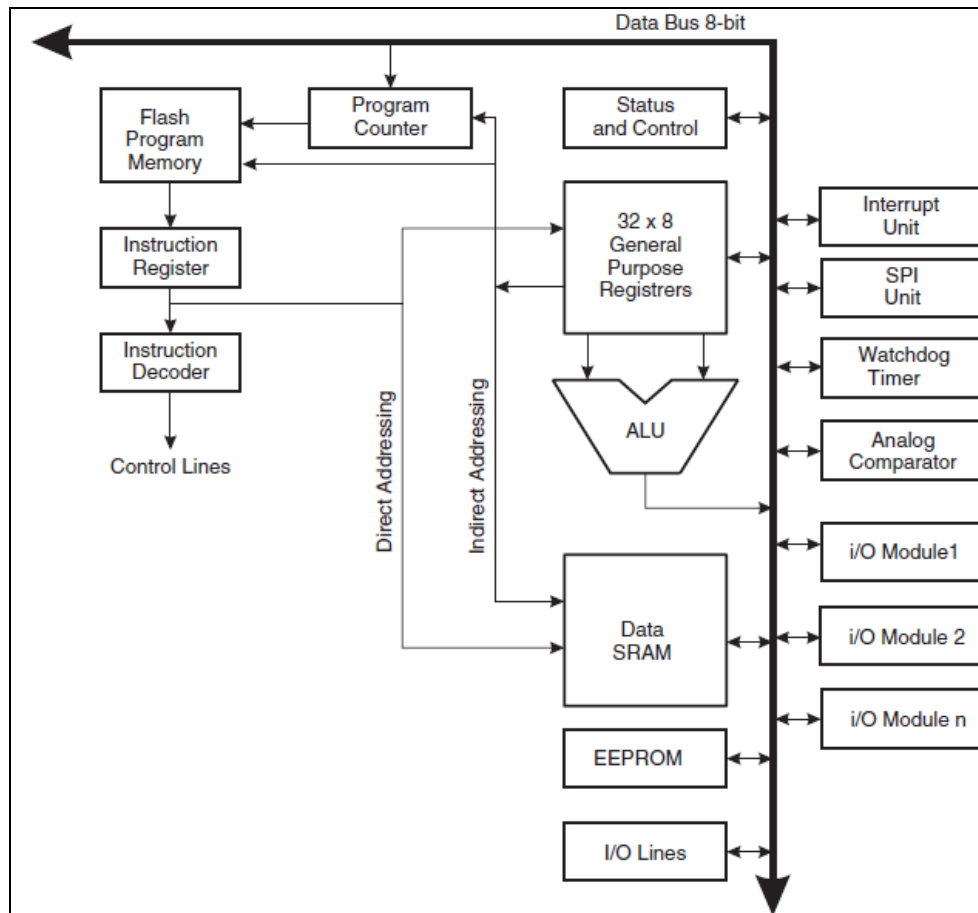 Data Bus 8-bit
Flash
Program
Memory
Program
Counter
Status
and Control
Instruction
Register
32 x 8
General
Purpose
Registrers
Interrupt
Unit
SPI
Unit
Instruction
Decoder
Watchdog
Timer
Control Lines
Direct Addressing
Indirect Addressing
ALU
Analog
Comparator
i/O Module1
Data
SRAM
i/O Module 2
i/O Module n
EEPROM
I/O Lines